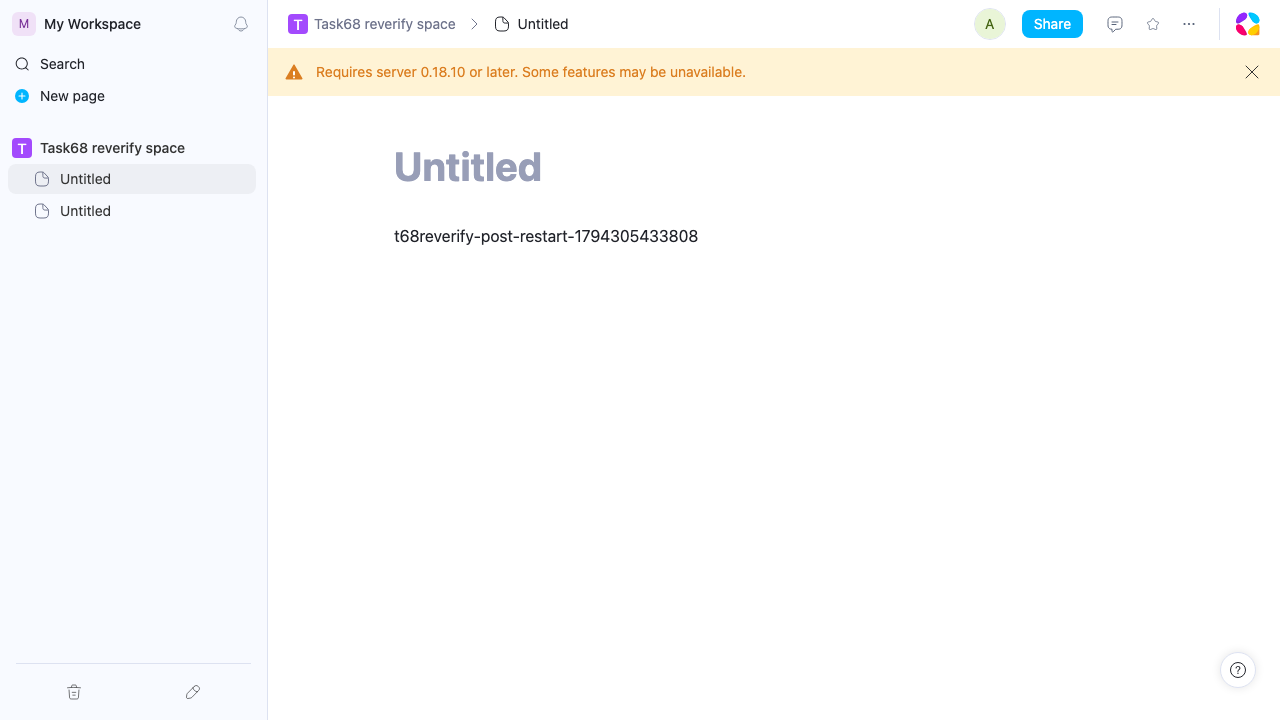 M My Workspace
Search
New page
T Task68 reverify space
Untitled
Untitled
T Task68 reverify space
Untitled
A
Share
Requires server 0.18.10 or later. Some features may be unavailable.
Untitled
t68reverify-post-restart-1794305433808
?